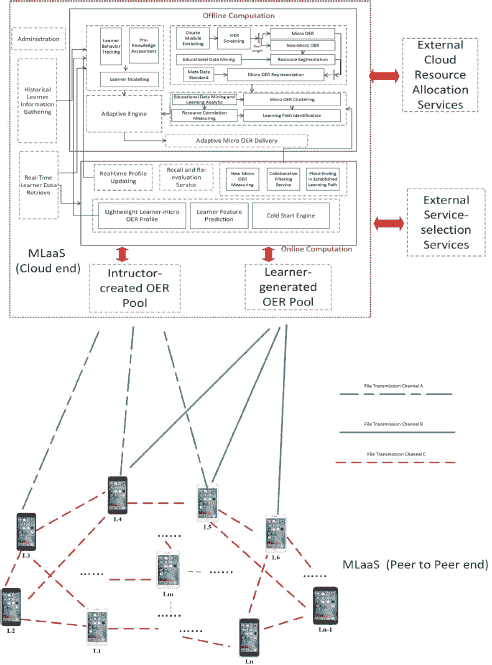 Offline Computation
Administration
Historical
Learner
Information
Gathering
Real-Time
Learner Data
Retrieve
Learner
Behavior
Tracking
Pre-
Knowledge
Assessment
Learner Modelling
Adaptive Engine
Course
Module
Extracting
OER
Screening
Time
Length
Micro OER
Non-Micro OER
Educational Data Mining
Resource Segmentation
Meta Data
Standard
Micro OER Representation
Educational Data Mining and
Learning Analytic
Micro OER Clustering
Resource Correlation
Measuring
Learning Path Identification
Adaptive Micro OER Delivery
Real-time Profile
Updating
Recall and Re-
evaluation
Service
New Micro
OER
Measuring
Collaborative
Filtering
Service
Place Ending
in Established
Learning Path
Lightweight Learner-micro
OER Profile
Learner Feature
Prediction
Cold Start Engine
Online Computation
MLaaS
(Cloud end)
External
Cloud
Resource
Allocation
Services
External
Service-
selection
Services
Intructor-
created OER
Pool
Learner-
generated OER
Pool
File Transmission Channel A
File Transmission Channel B
File Transmission Channel C
L4
L5
L3
L6
......
......
......
Lm
......
MLaaS (Peer to Peer end)
L2
L1
......
......
Ln
Ln-1